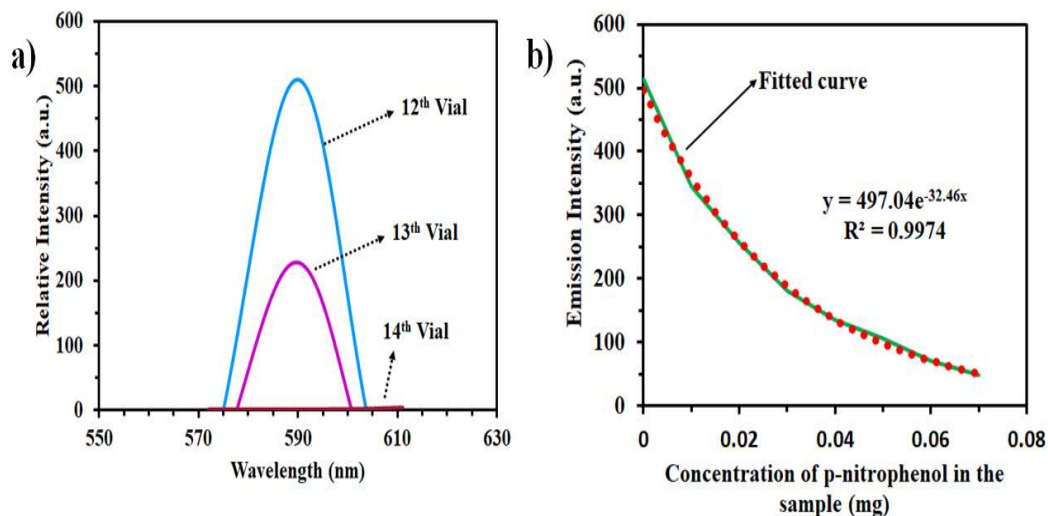 a)
Relative Intensity (a.u.)
600
500
400
300
200
100
0
12th Vial
13th Vial
14th Vial
550
570
590
610
630
Wavelength (nm)
b)
Emission Intensity (a.u.)
600
500
400
300
200
100
0
Fitted curve
y = 497.04e-32.46x
R² = 0.9974
0
0.02
0.04
0.06
0.08
Concentration of p-nitrophenol in the
sample (mg)